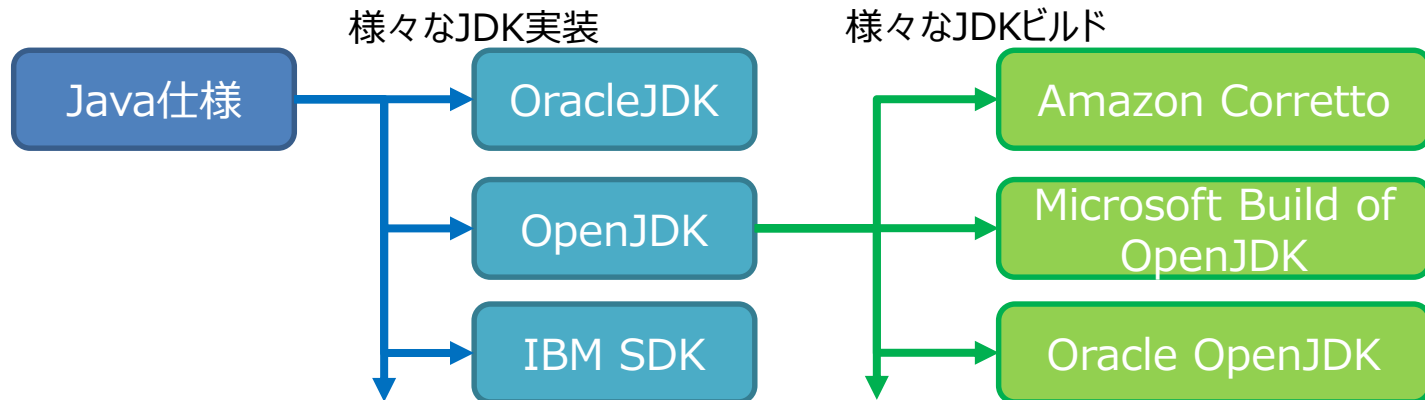 様々なJDK実装
様々なJDKビルド
Java仕様
OracleJDK
Amazon Corretto
OpenJDK
Microsoft Build of
OpenJDK
IBM SDK
Oracle OpenJDK